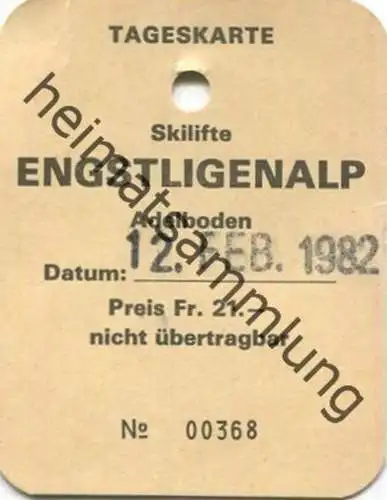 TAGESKARTE
Skilifte
ENGSTLIGENALP
Adelboden
12. FEB. 1982
Datum:
Preis Fr. 21.–
nicht übertragbar
№ 00368
heimatsammlung